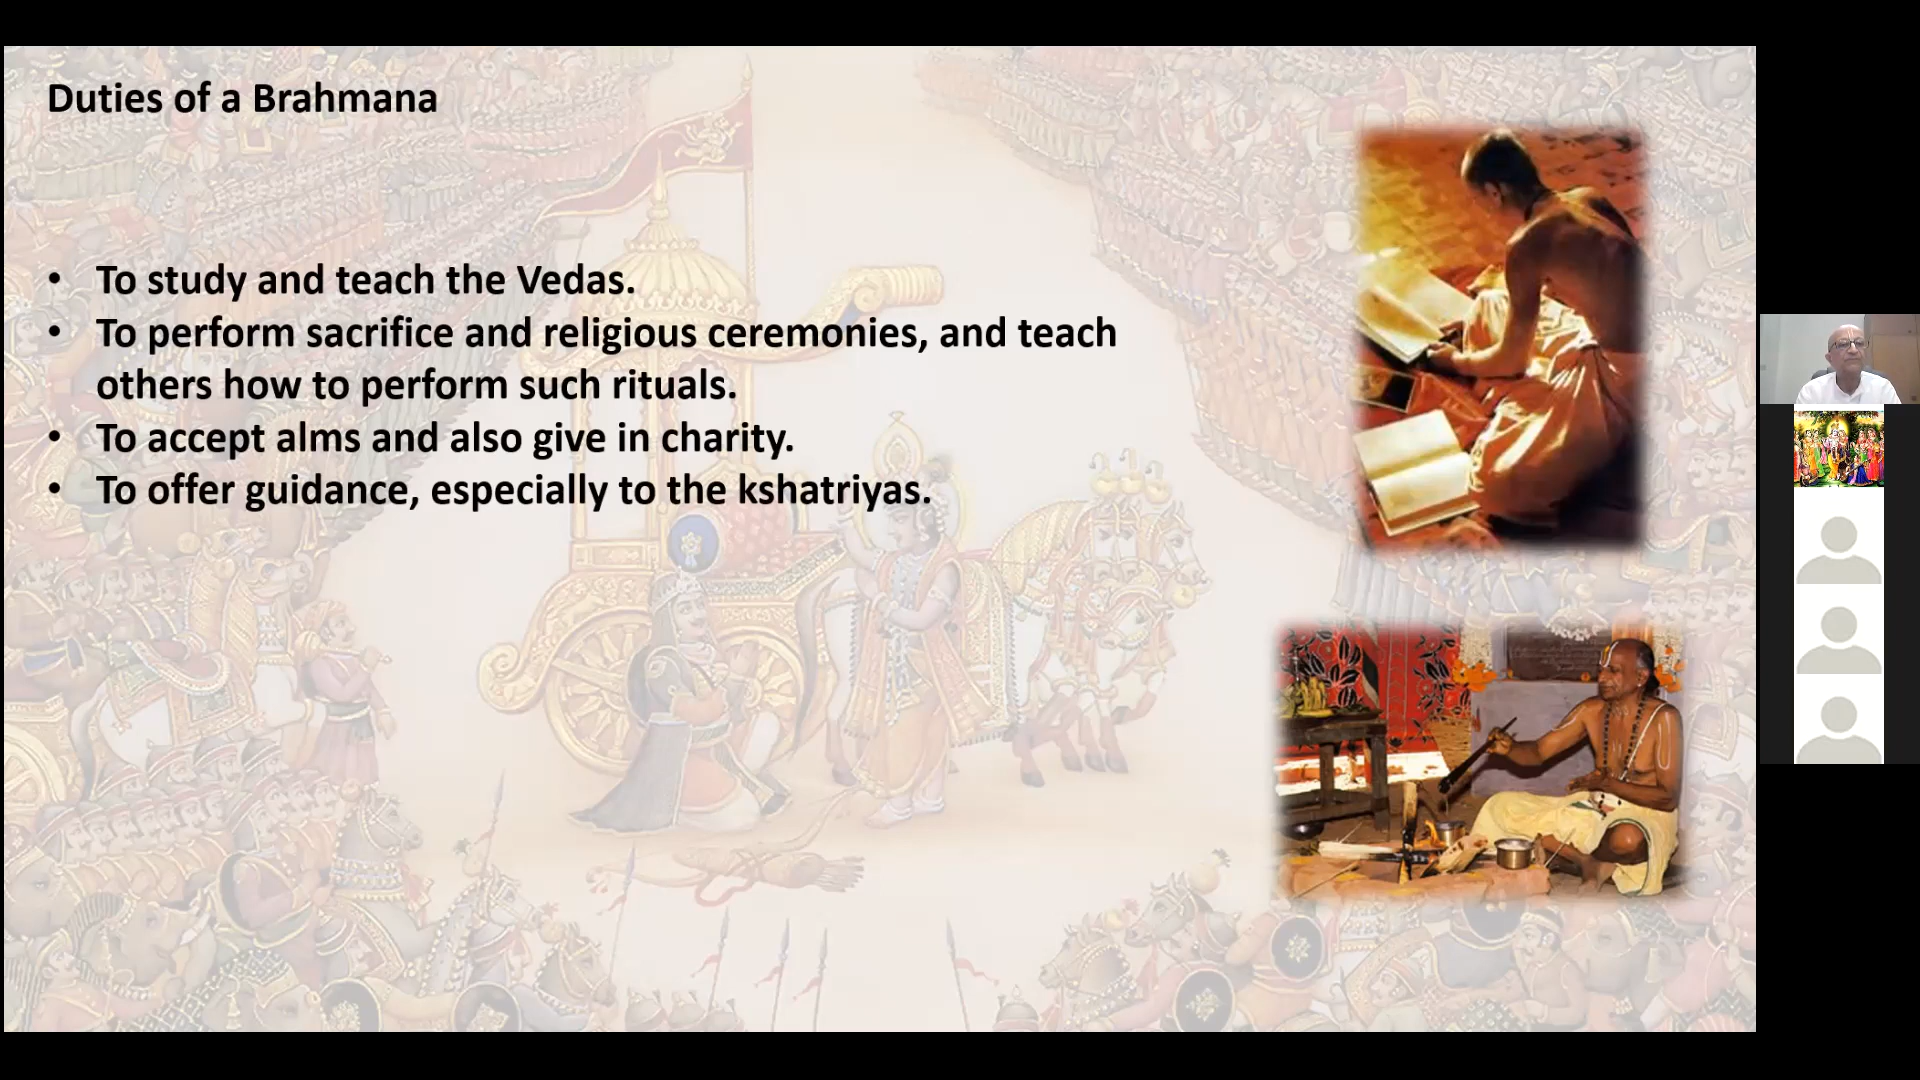 Duties of a Brahmana
• To study and teach the Vedas.
• To perform sacrifice and religious ceremonies, and teach
others how to perform such rituals.
• To accept alms and also give in charity.
• To offer guidance, especially to the kshatriyas.